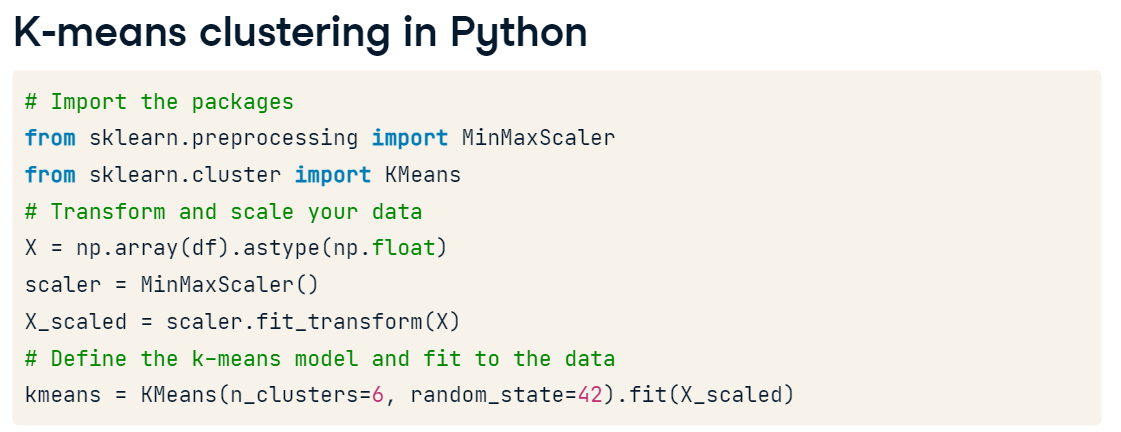 K-means clustering in Python
# Import the packages
from sklearn.preprocessing import MinMaxScaler
from sklearn.cluster import KMeans
# Transform and scale your data
X = np.array(df).astype(np.float)
scaler = MinMaxScaler()
X_scaled = scaler.fit_transform(X)
# Define the k-means model and fit to the data
kmeans = KMeans(n_clusters=6, random_state=42).fit(X_scaled)